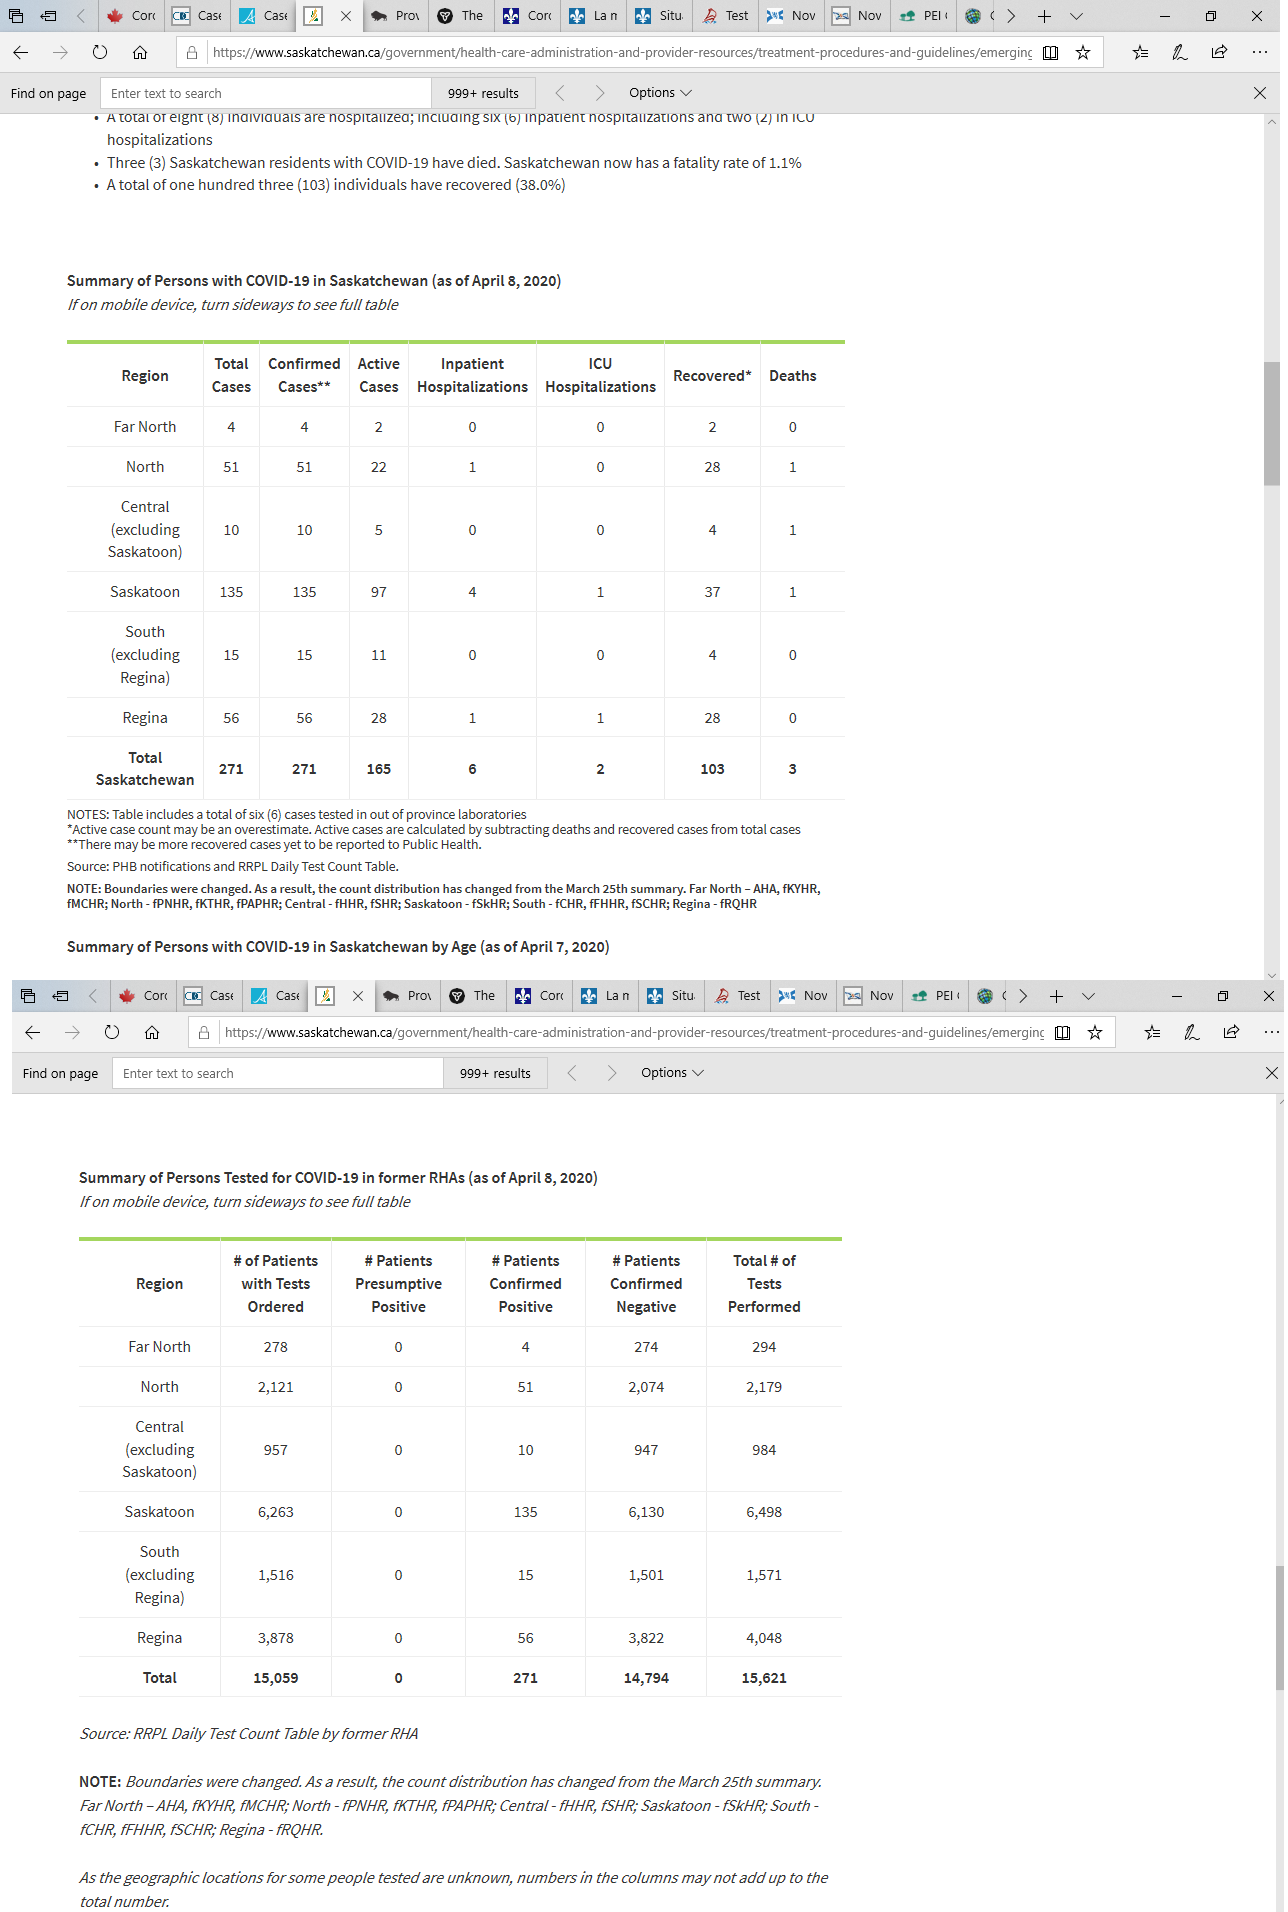 Corc Case Case Prov The Corc La n Situ Test Nov Nov PEI
https://www.saskatchewan.ca/government/health-care-administration-and-provider-resources/treatment-procedures-and-guidelines/emerging
Find on page Enter text to search 999+ results Options
• A total of eight (8) individuals are hospitalized; including six (6) inpatient hospitalizations and two (2) in ICU
hospitalizations
• Three (3) Saskatchewan residents with COVID-19 have died. Saskatchewan now has a fatality rate of 1.1%
• A total of one hundred three (103) individuals have recovered (38.0%)
Summary of Persons with COVID-19 in Saskatchewan (as of April 8, 2020)
If on mobile device, turn sideways to see full table
Region Total Cases Confirmed Cases** Active Cases Inpatient Hospitalizations ICU Hospitalizations Recovered* Deaths
Far North 4 4 2 0 0 2 0
North 51 51 22 1 0 28 1
Central (excluding Saskatoon) 10 10 5 0 0 4 1
Saskatoon 135 135 97 4 1 37 1
South (excluding Regina) 15 15 11 0 0 4 0
Regina 56 56 28 1 1 28 0
Total Saskatchewan 271 271 165 6 2 103 3
NOTES: Table includes a total of six (6) cases tested in out of province laboratories
*Active case count may be an overestimate. Active cases are calculated by subtracting deaths and recovered cases from total cases
**There may be more recovered cases yet to be reported to Public Health.
Source: PHB notifications and RRPL Daily Test Count Table.
NOTE: Boundaries were changed. As a result, the count distribution has changed from the March 25th summary. Far North – AHA, fKYHR,
fMCHR; North - fPNHR, fKTHR, fPAPHR; Central - fHHR, fSHR; Saskatoon - fSkHR; South - fCHR, fFHHR, fSCHR; Regina - fRQHR
Summary of Persons with COVID-19 in Saskatchewan by Age (as of April 7, 2020)
Corc Case Case Prov The Corc La n Situ Test Nov Nov PEI
https://www.saskatchewan.ca/government/health-care-administration-and-provider-resources/treatment-procedures-and-guidelines/emerging
Find on page Enter text to search 999+ results Options
Summary of Persons Tested for COVID-19 in former RHAs (as of April 8, 2020)
If on mobile device, turn sideways to see full table
Region # of Patients with Tests Ordered # Patients Presumptive Positive # Patients Confirmed Positive # Patients Confirmed Negative Total # of Tests Performed
Far North 278 0 4 274 294
North 2,121 0 51 2,074 2,179
Central (excluding Saskatoon) 957 0 10 947 984
Saskatoon 6,263 0 135 6,130 6,498
South (excluding Regina) 1,516 0 15 1,501 1,571
Regina 3,878 0 56 3,822 4,048
Total 15,059 0 271 14,794 15,621
Source: RRPL Daily Test Count Table by former RHA
NOTE: Boundaries were changed. As a result, the count distribution has changed from the March 25th summary.
Far North – AHA, fKYHR, fMCHR; North - fPNHR, fKTHR, fPAPHR; Central - fHHR, fSHR; Saskatoon - fSkHR; South -
fCHR, fFHHR, fSCHR; Regina - fRQHR.
As the geographic locations for some people tested are unknown, numbers in the columns may not add up to the
total number.